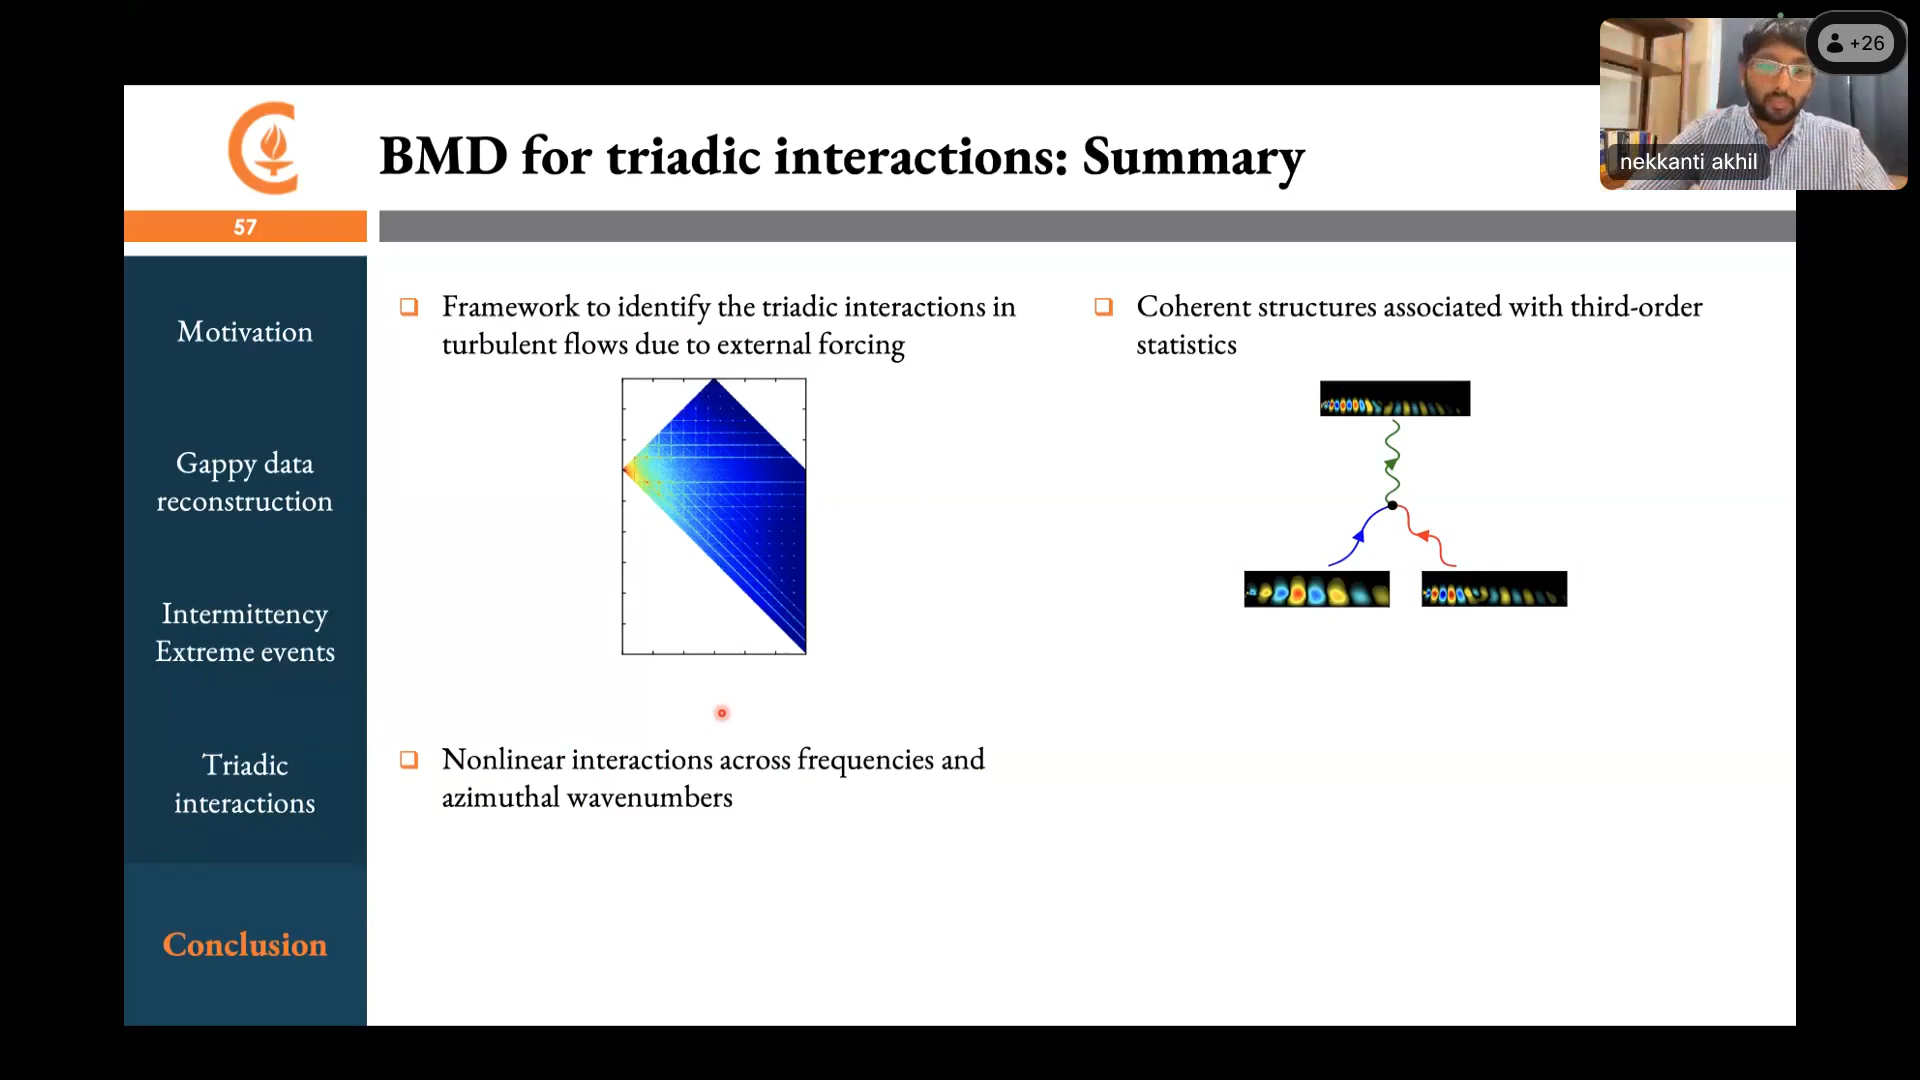 +26
nekkanti akhil
BMD for triadic interactions: Summary
57
Motivation
Gappy data
reconstruction
Intermittency
Extreme events
Triadic
interactions
Conclusion
Framework to identify the triadic interactions in
turbulent flows due to external forcing
Coherent structures associated with third-order
statistics
Nonlinear interactions across frequencies and
azimuthal wavenumbers